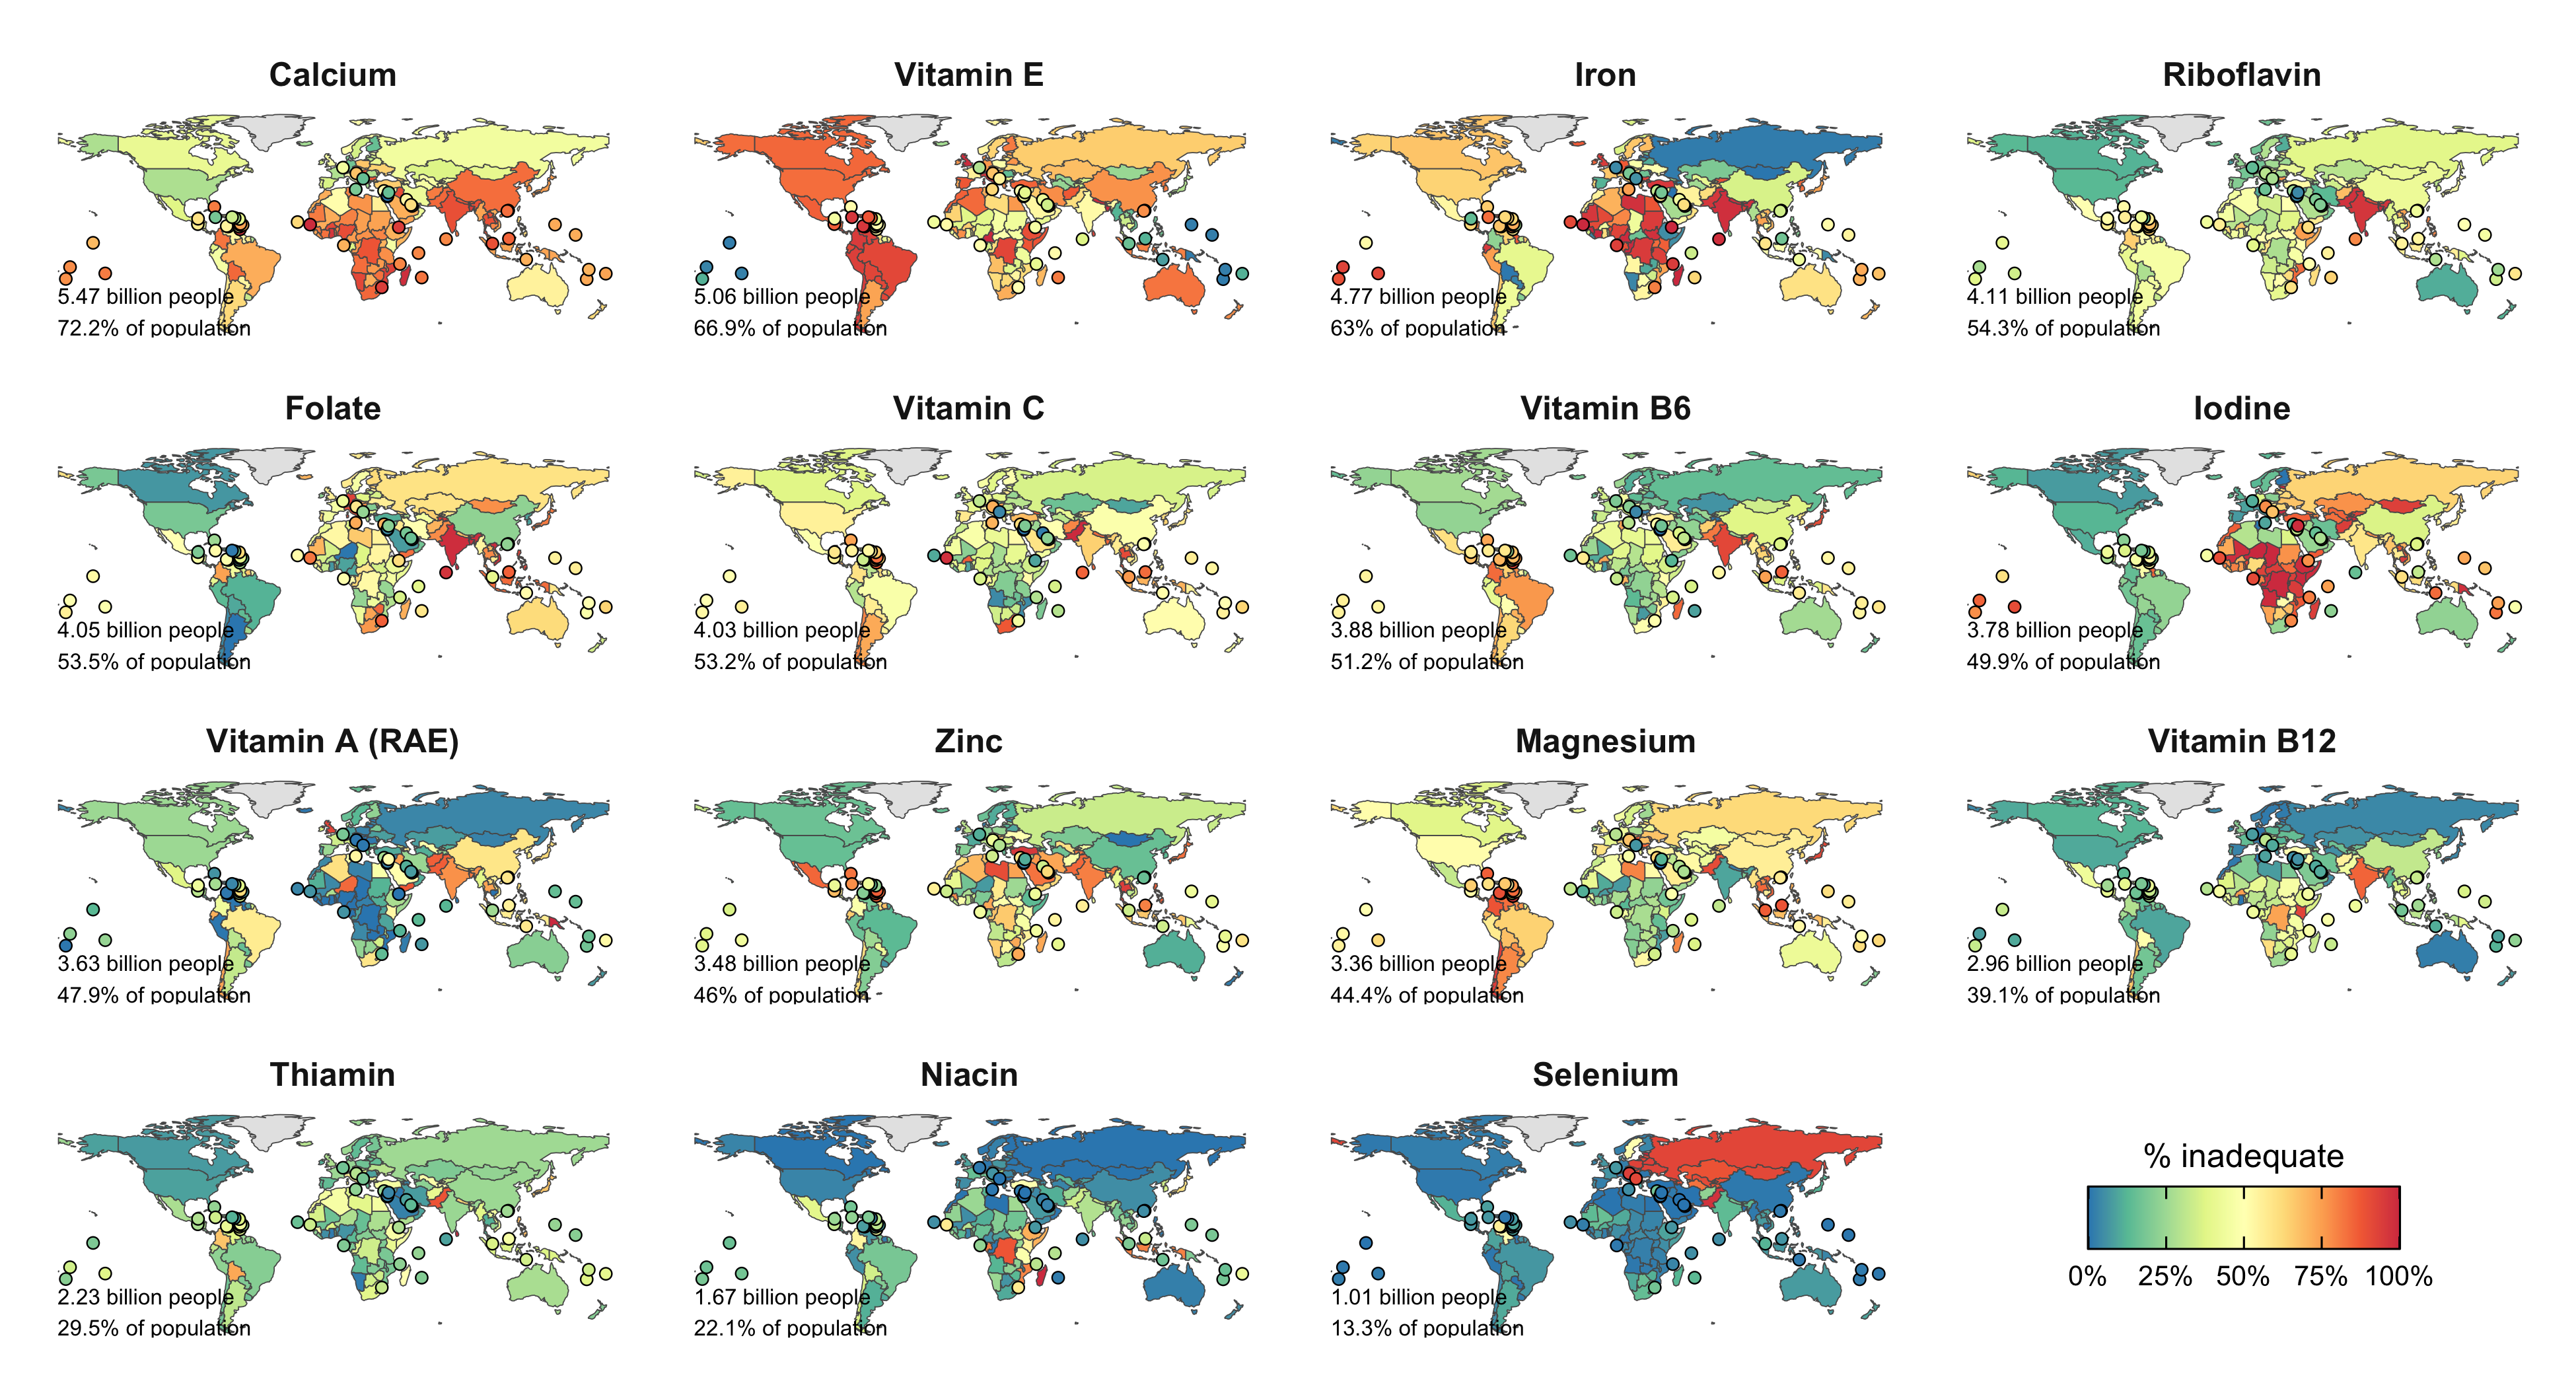 Calcium
5.47 billion people
72.2% of population
Vitamin E
5.06 billion people
66.9% of population
Iron
4.77 billion people
63% of population
Riboflavin
4.11 billion people
54.3% of population
Folate
4.05 billion people
53.5% of population
Vitamin C
4.03 billion people
53.2% of population
Vitamin B6
3.88 billion people
51.2% of population
Iodine
3.78 billion people
49.9% of population
Vitamin A (RAE)
3.63 billion people
47.9% of population
Zinc
3.48 billion people
46% of population
Magnesium
3.36 billion people
44.4% of population
Vitamin B12
2.96 billion people
39.1% of population
Thiamin
2.23 billion people
29.5% of population
Niacin
1.67 billion people
22.1% of population
Selenium
1.01 billion people
13.3% of population
% inadequate
0% 25% 50% 75% 100%